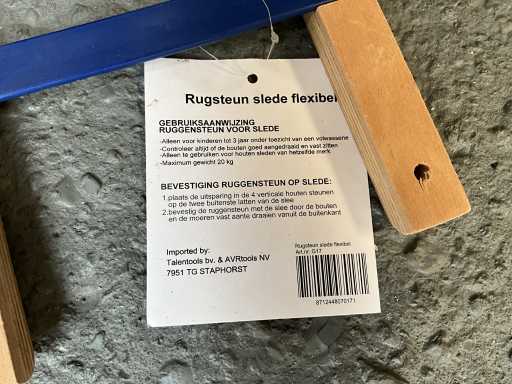 Rugsteun slede flexibel
GEBRUIKSAANWIJZING
RUGGENSTEUN VOOR SLEDE
-Alleen voor kinderen tot 3 jaar onder toezicht van een volwassene
-Controleer altijd of de bouten goed aangedraaid en vast zitten
-Alleen te gebruiken voor houten sleden van hetzelfde merk
-Maximum gewicht 20 kg
BEVESTIGING RUGGENSTEUN OP SLEDE:
1.plaats de uitsparing in de 4 verticale houten steunen
op de twee buitenste latten van de slee
2.bevestig de ruggensteun met de slee door de bouten
en de moeren vast aante draaien vanuit de buitenkant
Imported by:
Talentools bv. & AVRtools NV
7951 TG STAPHORST
Rugsteun slede flexibel
Art.nr. G17
8712448070171